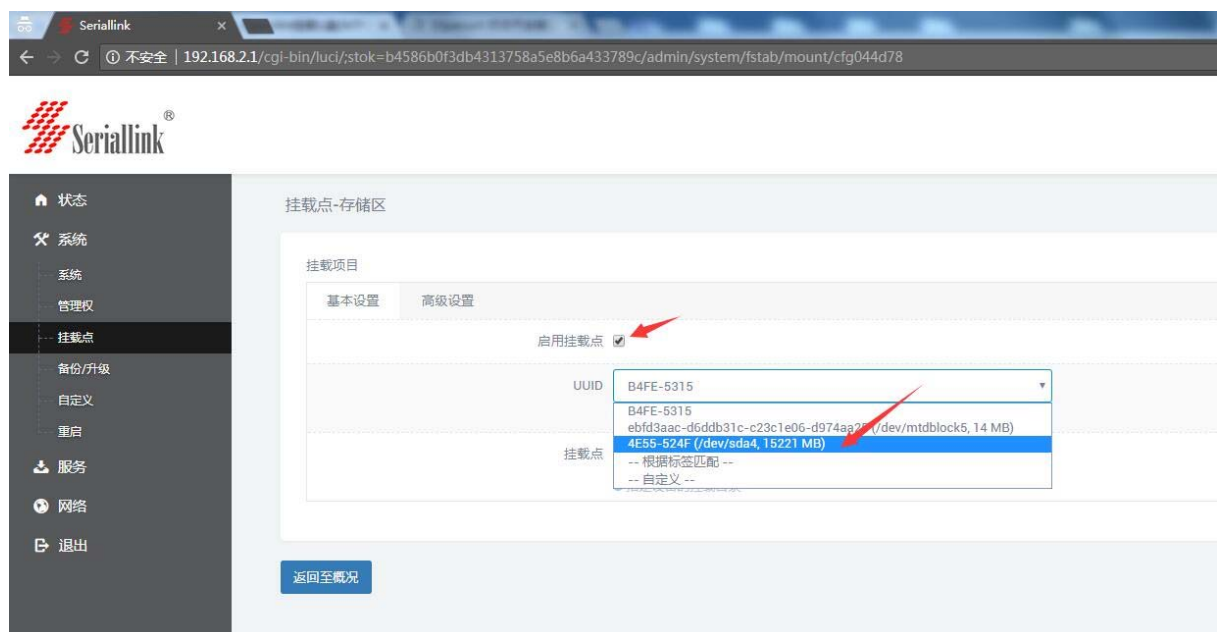 Seriallink
不安全 | 192.168.2.1/cgi-bin/luci/;stok=b4586b0f3db4313758a5e8b6a433789c/admin/system/fstab/mount/cfg044d78
Seriallink®
状态
系统
系统
管理权
挂载点
备份/升级
自定义
重启
服务
网络
退出
挂载点-存储区
挂载项目
基本设置 高级设置
启用挂载点
UUID B4FE-5315
B4FE-5315
ebfd3aac-d6ddb31c-c23c1e06-d974aa25 (/dev/mtdblock5, 14 MB)
4E55-524F (/dev/sda4, 15221 MB)
-- 根据标签匹配 --
-- 自定义 --
挂载点
返回至概况